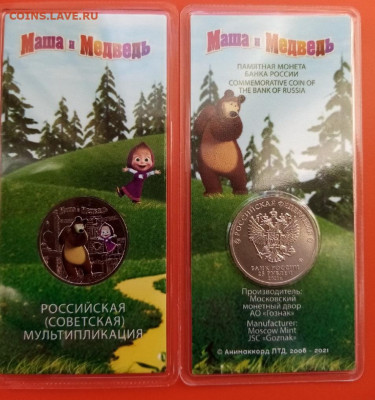 COINS.LAVE.RU
Маша и Медведь
РОССИЙСКАЯ
(СОВЕТСКАЯ)
МУЛЬТИПЛИКАЦИЯ
Маша и Медведь
ПАМЯТНАЯ МОНЕТА
БАНКА РОССИИ
COMMEMORATIVE COIN OF
THE BANK OF RUSSIA
РОССИЙСКАЯ ФЕДЕРАЦИЯ
БАНК РОССИИ
25 РУБЛЕЙ
Производитель:
Московский
монетный двор
АО «Гознак»
Manufacturer:
Moscow Mint
JSC «Goznak»
© Анимаккорд ЛТД. 2008 - 2021